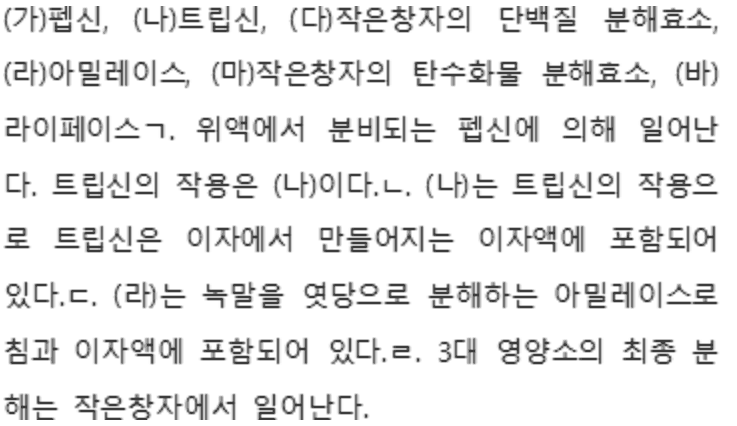 (가)펩신, (나)트립신, (다)작은창자의 단백질 분해효소,
(라)아밀레이스, (마)작은창자의 탄수화물 분해효소, (바)
라이페이스ㄱ. 위액에서 분비되는 펩신에 의해 일어난
다. 트립신의 작용은 (나)이다.ㄴ. (나)는 트립신의 작용으
로 트립신은 이자에서 만들어지는 이자액에 포함되어
있다.ㄷ. (라)는 녹말을 엿당으로 분해하는 아밀레이스로
침과 이자액에 포함되어 있다.ㄹ. 3대 영양소의 최종 분
해는 작은창자에서 일어난다.